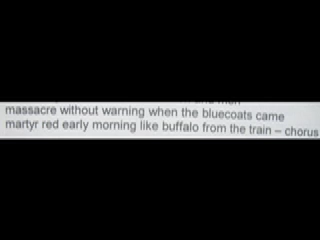 massacre without warning when the bluecoats came
martyr red early morning like buffalo from the train – chorus